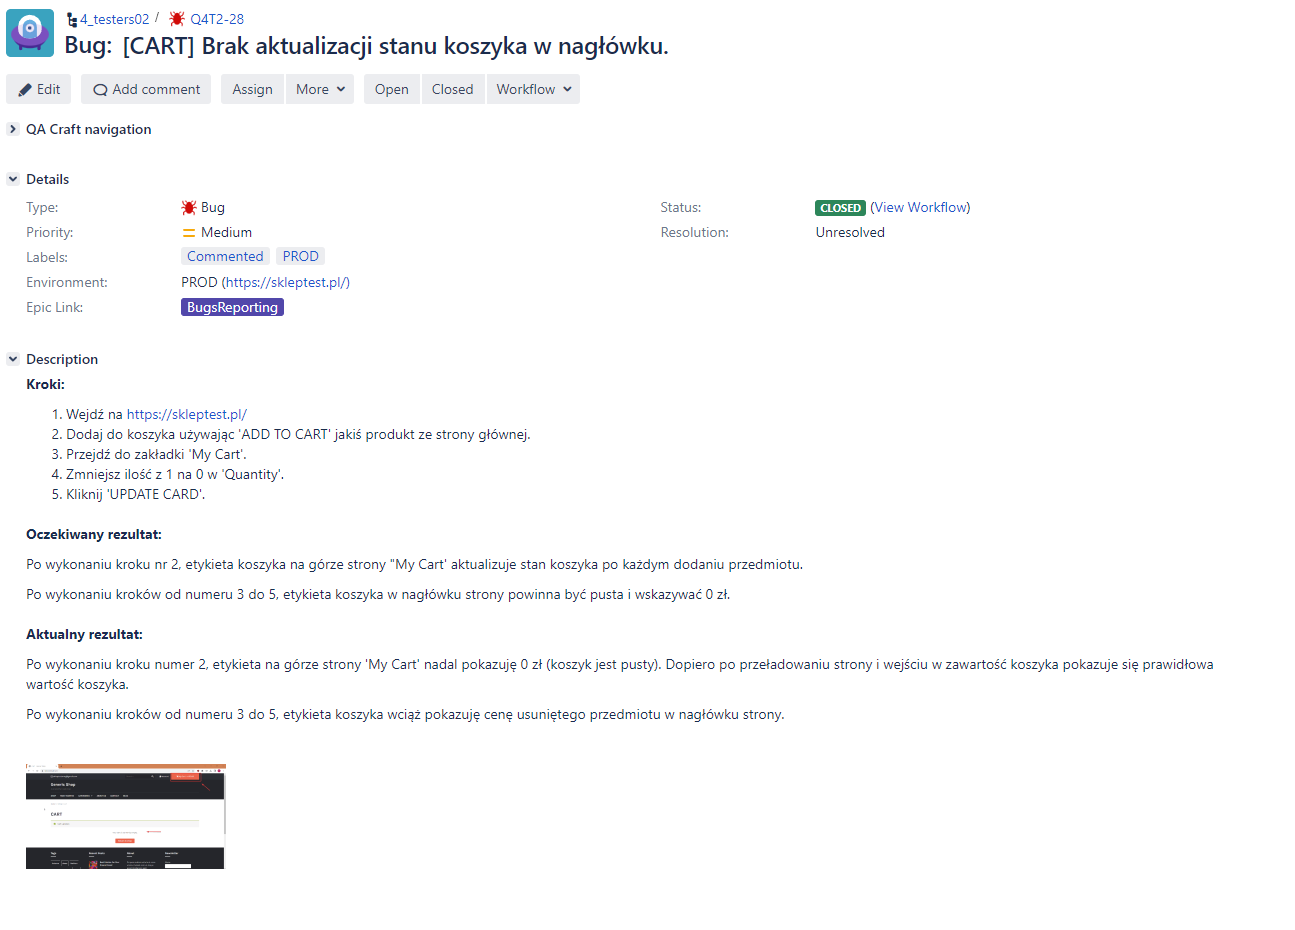 4_testers02 / Q4T2-28
Bug: [CART] Brak aktualizacji stanu koszyka w nagłówku.
Edit Add comment Assign More Open Closed Workflow
QA Craft navigation
Details
Type: Bug Status: CLOSED (View Workflow)
Priority: Medium Resolution: Unresolved
Labels: Commented PROD
Environment: PROD (https://skleptest.pl/)
Epic Link: BugsReporting
Description
Kroki:
1. Wejdź na https://skleptest.pl/
2. Dodaj do koszyka używając 'ADD TO CART' jakiś produkt ze strony głównej.
3. Przejdź do zakładki 'My Cart'.
4. Zmniejsz ilość z 1 na 0 w 'Quantity'.
5. Kliknij 'UPDATE CARD'.
Oczekiwany rezultat:
Po wykonaniu kroku nr 2, etykieta koszyka na górze strony "My Cart' aktualizuje stan koszyka po każdym dodaniu przedmiotu.
Po wykonaniu kroków od numeru 3 do 5, etykieta koszyka w nagłówku strony powinna być pusta i wskazywać 0 zł.
Aktualny rezultat:
Po wykonaniu kroku numer 2, etykieta na górze strony 'My Cart' nadal pokazuję 0 zł (koszyk jest pusty). Dopiero po przeładowaniu strony i wejściu w zawartość koszyka pokazuje się prawidłowa
wartość koszyka.
Po wykonaniu kroków od numeru 3 do 5, etykieta koszyka wciąż pokazuję cenę usuniętego przedmiotu w nagłówku strony.
Generic Shop
CART